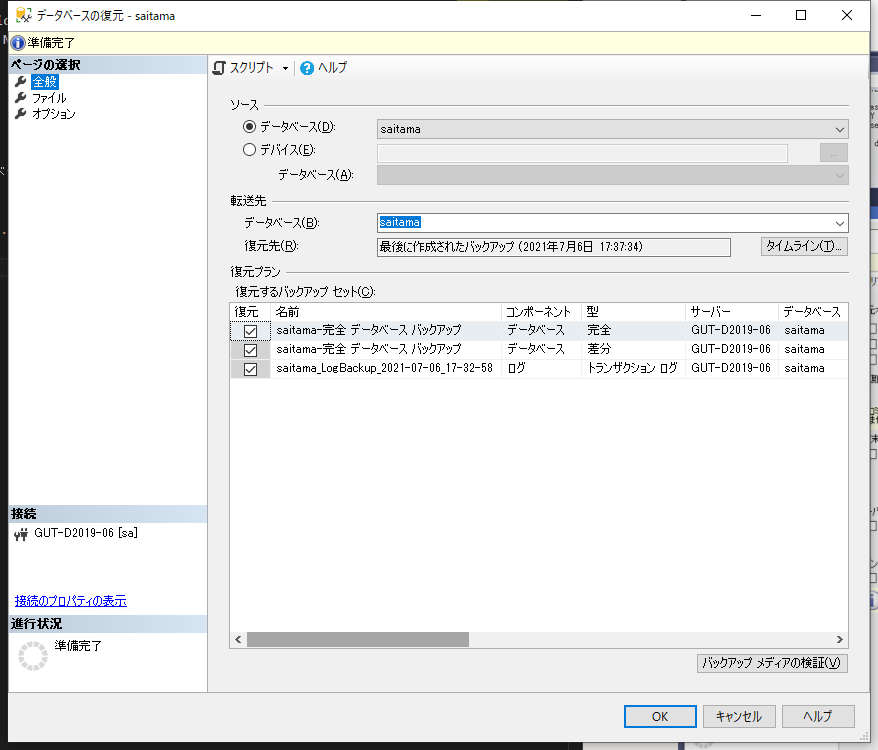 データベースの復元 - saitama
準備完了
ページの選択
全般
ファイル
オプション
スクリプト
ヘルプ
ソース
データベース(D):
saitama
デバイス(E):
...
データベース(A):
転送先
データベース(B):
saitama
復元先(R):
最後に作成されたバックアップ (2021年7月6日 17:37:34)
タイムライン(T)...
復元プラン
復元するバックアップ セット(C):
復元 名前 コンポーネント 型 サーバー データベース
saitama-完全 データベース バックアップ データベース 完全 GUT-D2019-06 saitama
saitama-完全 データベース バックアップ データベース 差分 GUT-D2019-06 saitama
saitama_LogBackup_2021-07-06_17-32-58 ログ トランザクション ログ GUT-D2019-06 saitama
接続
GUT-D2019-06 [sa]
接続のプロパティの表示
進行状況
準備完了
バックアップ メディアの検証(V)
OK
キャンセル
ヘルプ